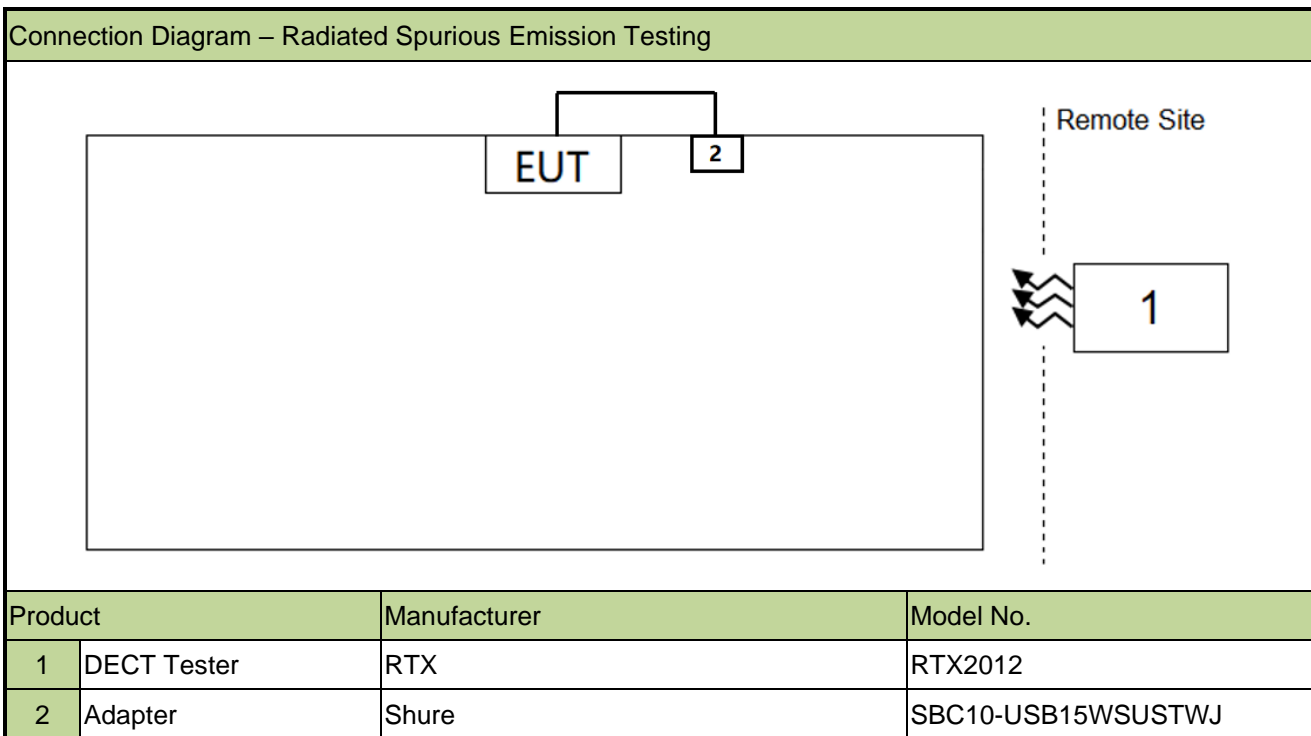 Connection Diagram – Radiated Spurious Emission Testing
Remote Site
EUT
2
1
Product Manufacturer Model No.
1 DECT Tester RTX RTX2012
2 Adapter Shure SBC10-USB15WSUSTWJ